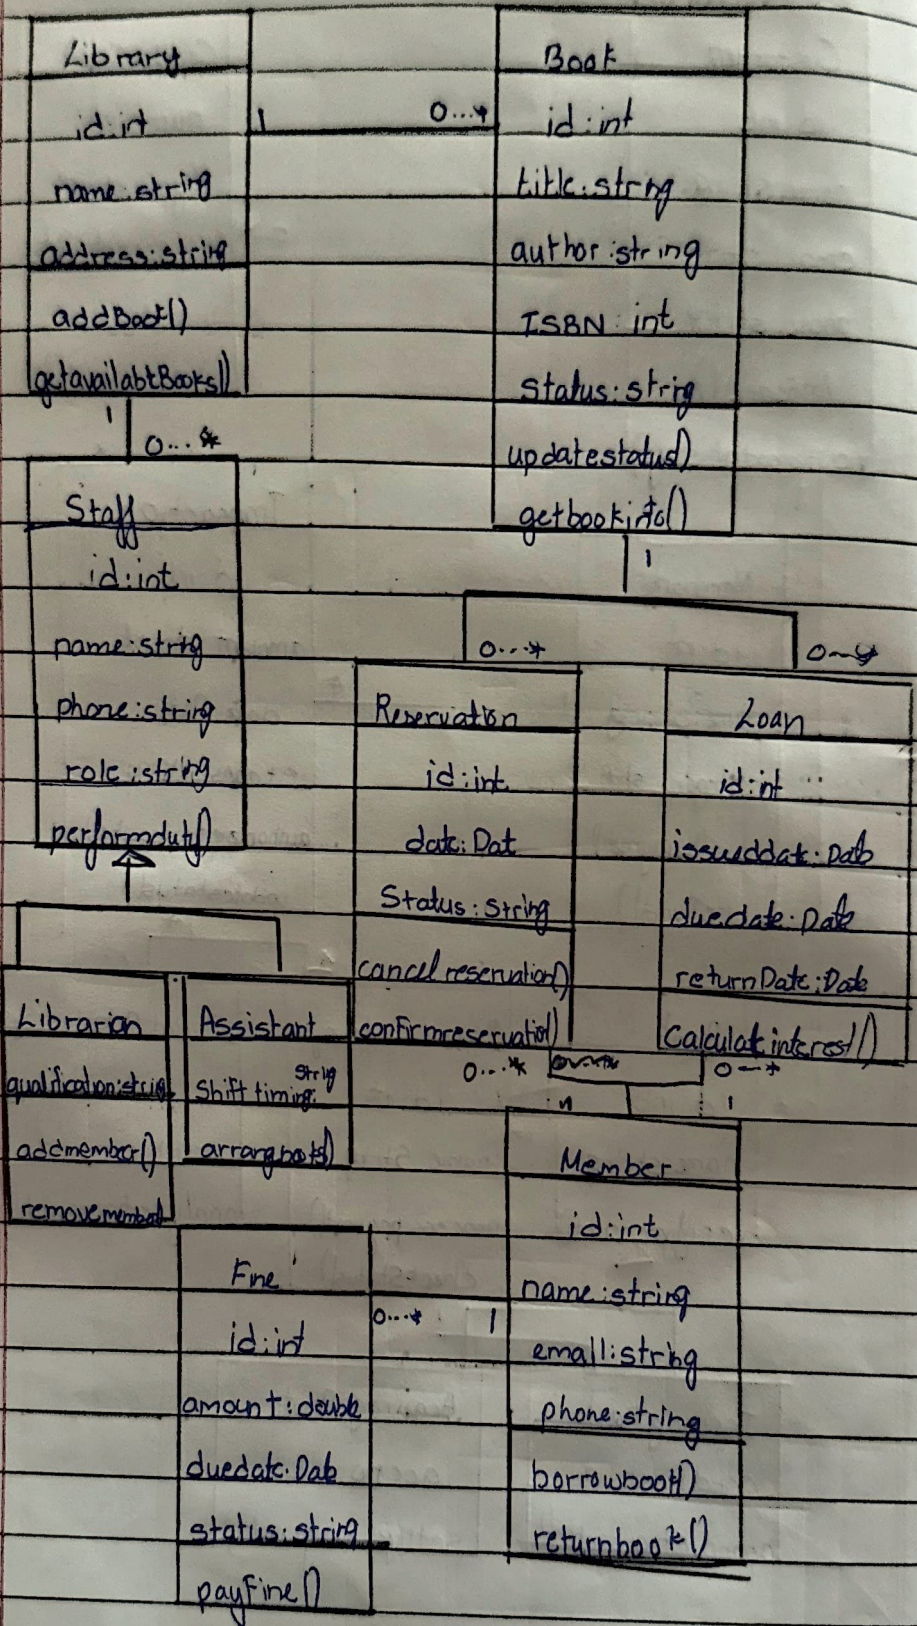 Library
id:int
name:string
address:string
addBook()
getavailableBooks()
1
0...*
Book
id:int
title:string
author:string
ISBN: int
status:string
updatestatus()
getbookinfo()
1
0...*
1
0...*
Staff
id:int
name:string
phone:string
role:string
performduty()
0...*
Reservation
id:int
date:Dat
Status:String
cancelreservation()
confirmreservatio()
0...*
Loan
id:int
issueddate:Date
duedate:Date
returnDate:Date
Calculateinterest()
Librarian
qualification:string
addmember()
removemember
Assistant
Shift timing: string
arrangbooks()
0...*
0...*
1
Member
id:int
name:string
email:string
phone:string
borrowbook()
returnbook()
0...*
1
Fine
id:int
amount:double
duedate:Date
status:string
payFine()